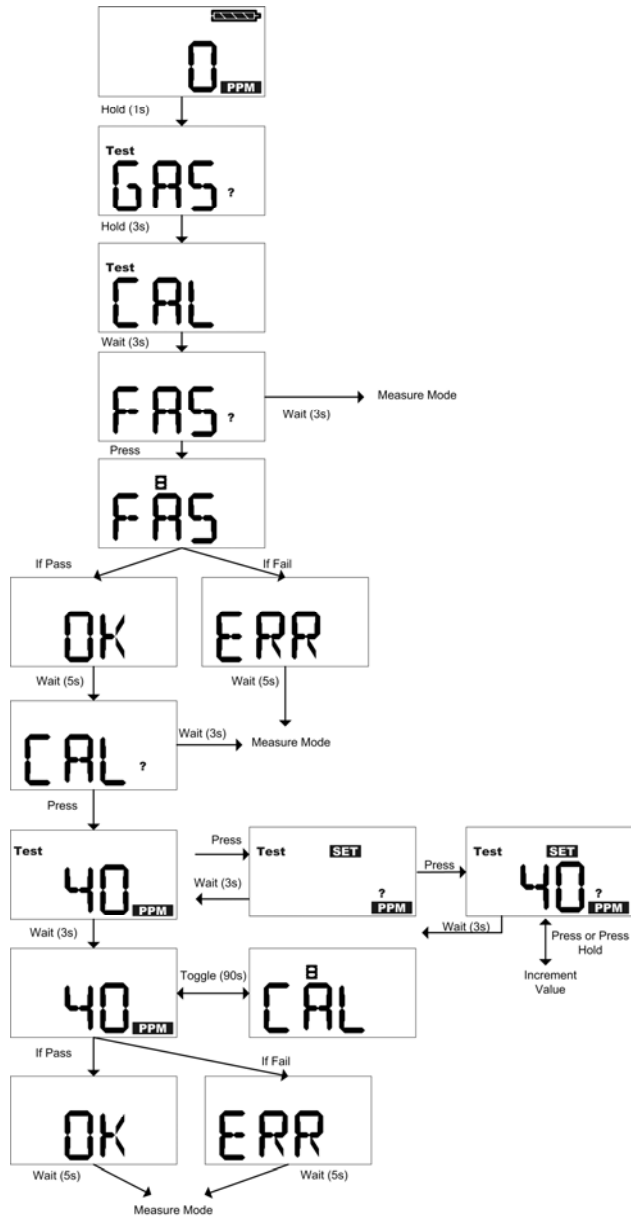 0
PPM
Hold (1s)
Test
GAS ?
Hold (3s)
Test
CAL
Wait (3s)
FAS ?
Wait (3s)
Measure Mode
Press
FAS
If Pass
If Fail
OK
ERR
Wait (5s)
Wait (5s)
CAL ?
Wait (3s)
Measure Mode
Press
Test
40
PPM
Press
Wait (3s)
Test SET
?
PPM
Press
Test SET
40 ?
PPM
Wait (3s)
Wait (3s)
Press or Press
Hold
Increment
Value
40
PPM
Toggle (90s)
CAL
If Pass
If Fail
OK
ERR
Wait (5s)
Wait (5s)
Measure Mode